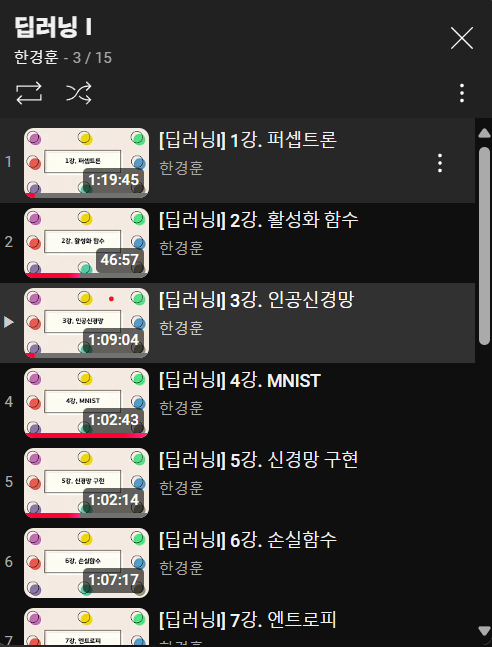 딥러닝 I
한경훈 - 3 / 15
1
1강. 퍼셉트론
1:19:45
[딥러닝I] 1강. 퍼셉트론
한경훈
2
2강. 활성화 함수
46:57
[딥러닝I] 2강. 활성화 함수
한경훈
3강. 인공신경망
1:09:04
[딥러닝I] 3강. 인공신경망
한경훈
4
4강. MNIST
1:02:43
[딥러닝I] 4강. MNIST
한경훈
5
5강. 신경망 구현
1:02:14
[딥러닝I] 5강. 신경망 구현
한경훈
6
6강. 손실함수
1:07:17
[딥러닝I] 6강. 손실함수
한경훈
7
7강. 엔트로피
[딥러닝I] 7강. 엔트로피